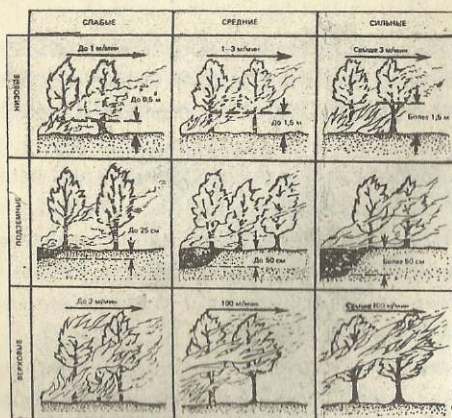 СЛАБЫЕ СРЕДНИЕ СИЛЬНЫЕ
НИЗОВЫЕ
До 1 м/мин 1–3 м/мин Свыше 3 м/мин
До 0,5 м До 1,5 м Более 1,5 м
ПОДЗЕМНЫЕ
До 25 см До 50 см Более 50 см
ВЕРХОВЫЕ
До 3 м/мин 100 м/мин Свыше 100 м/мин